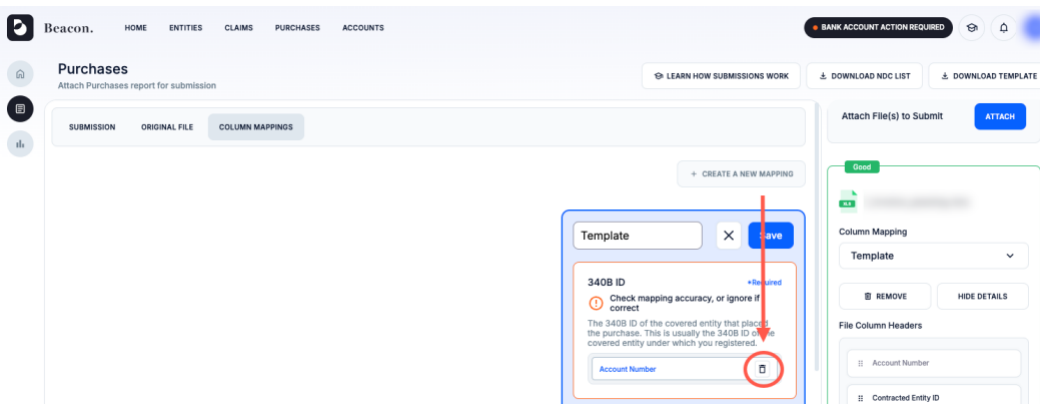 Beacon.
HOME ENTITIES CLAIMS PURCHASES ACCOUNTS
BANK ACCOUNT ACTION REQUIRED
Purchases
Attach Purchases report for submission
LEARN HOW SUBMISSIONS WORK
DOWNLOAD NDC LIST
DOWNLOAD TEMPLATE
SUBMISSION ORIGINAL FILE COLUMN MAPPINGS
+ CREATE A NEW MAPPING
Template
Save
340B ID
*Required
Check mapping accuracy, or ignore if
correct
The 340B ID of the covered entity that placed
the purchase. This is usually the 340B ID of the
covered entity under which you registered.
Account Number
Attach File(s) to Submit
ATTACH
Good
XLS
Column Mapping
Template
REMOVE
HIDE DETAILS
File Column Headers
Account Number
Contracted Entity ID